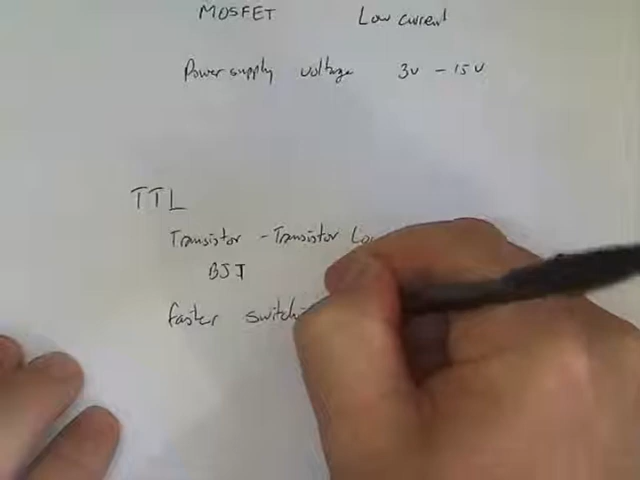 MOSFET Low current
Power supply voltage 3v - 15v
TTL
Transistor - Transistor
BJT
faster